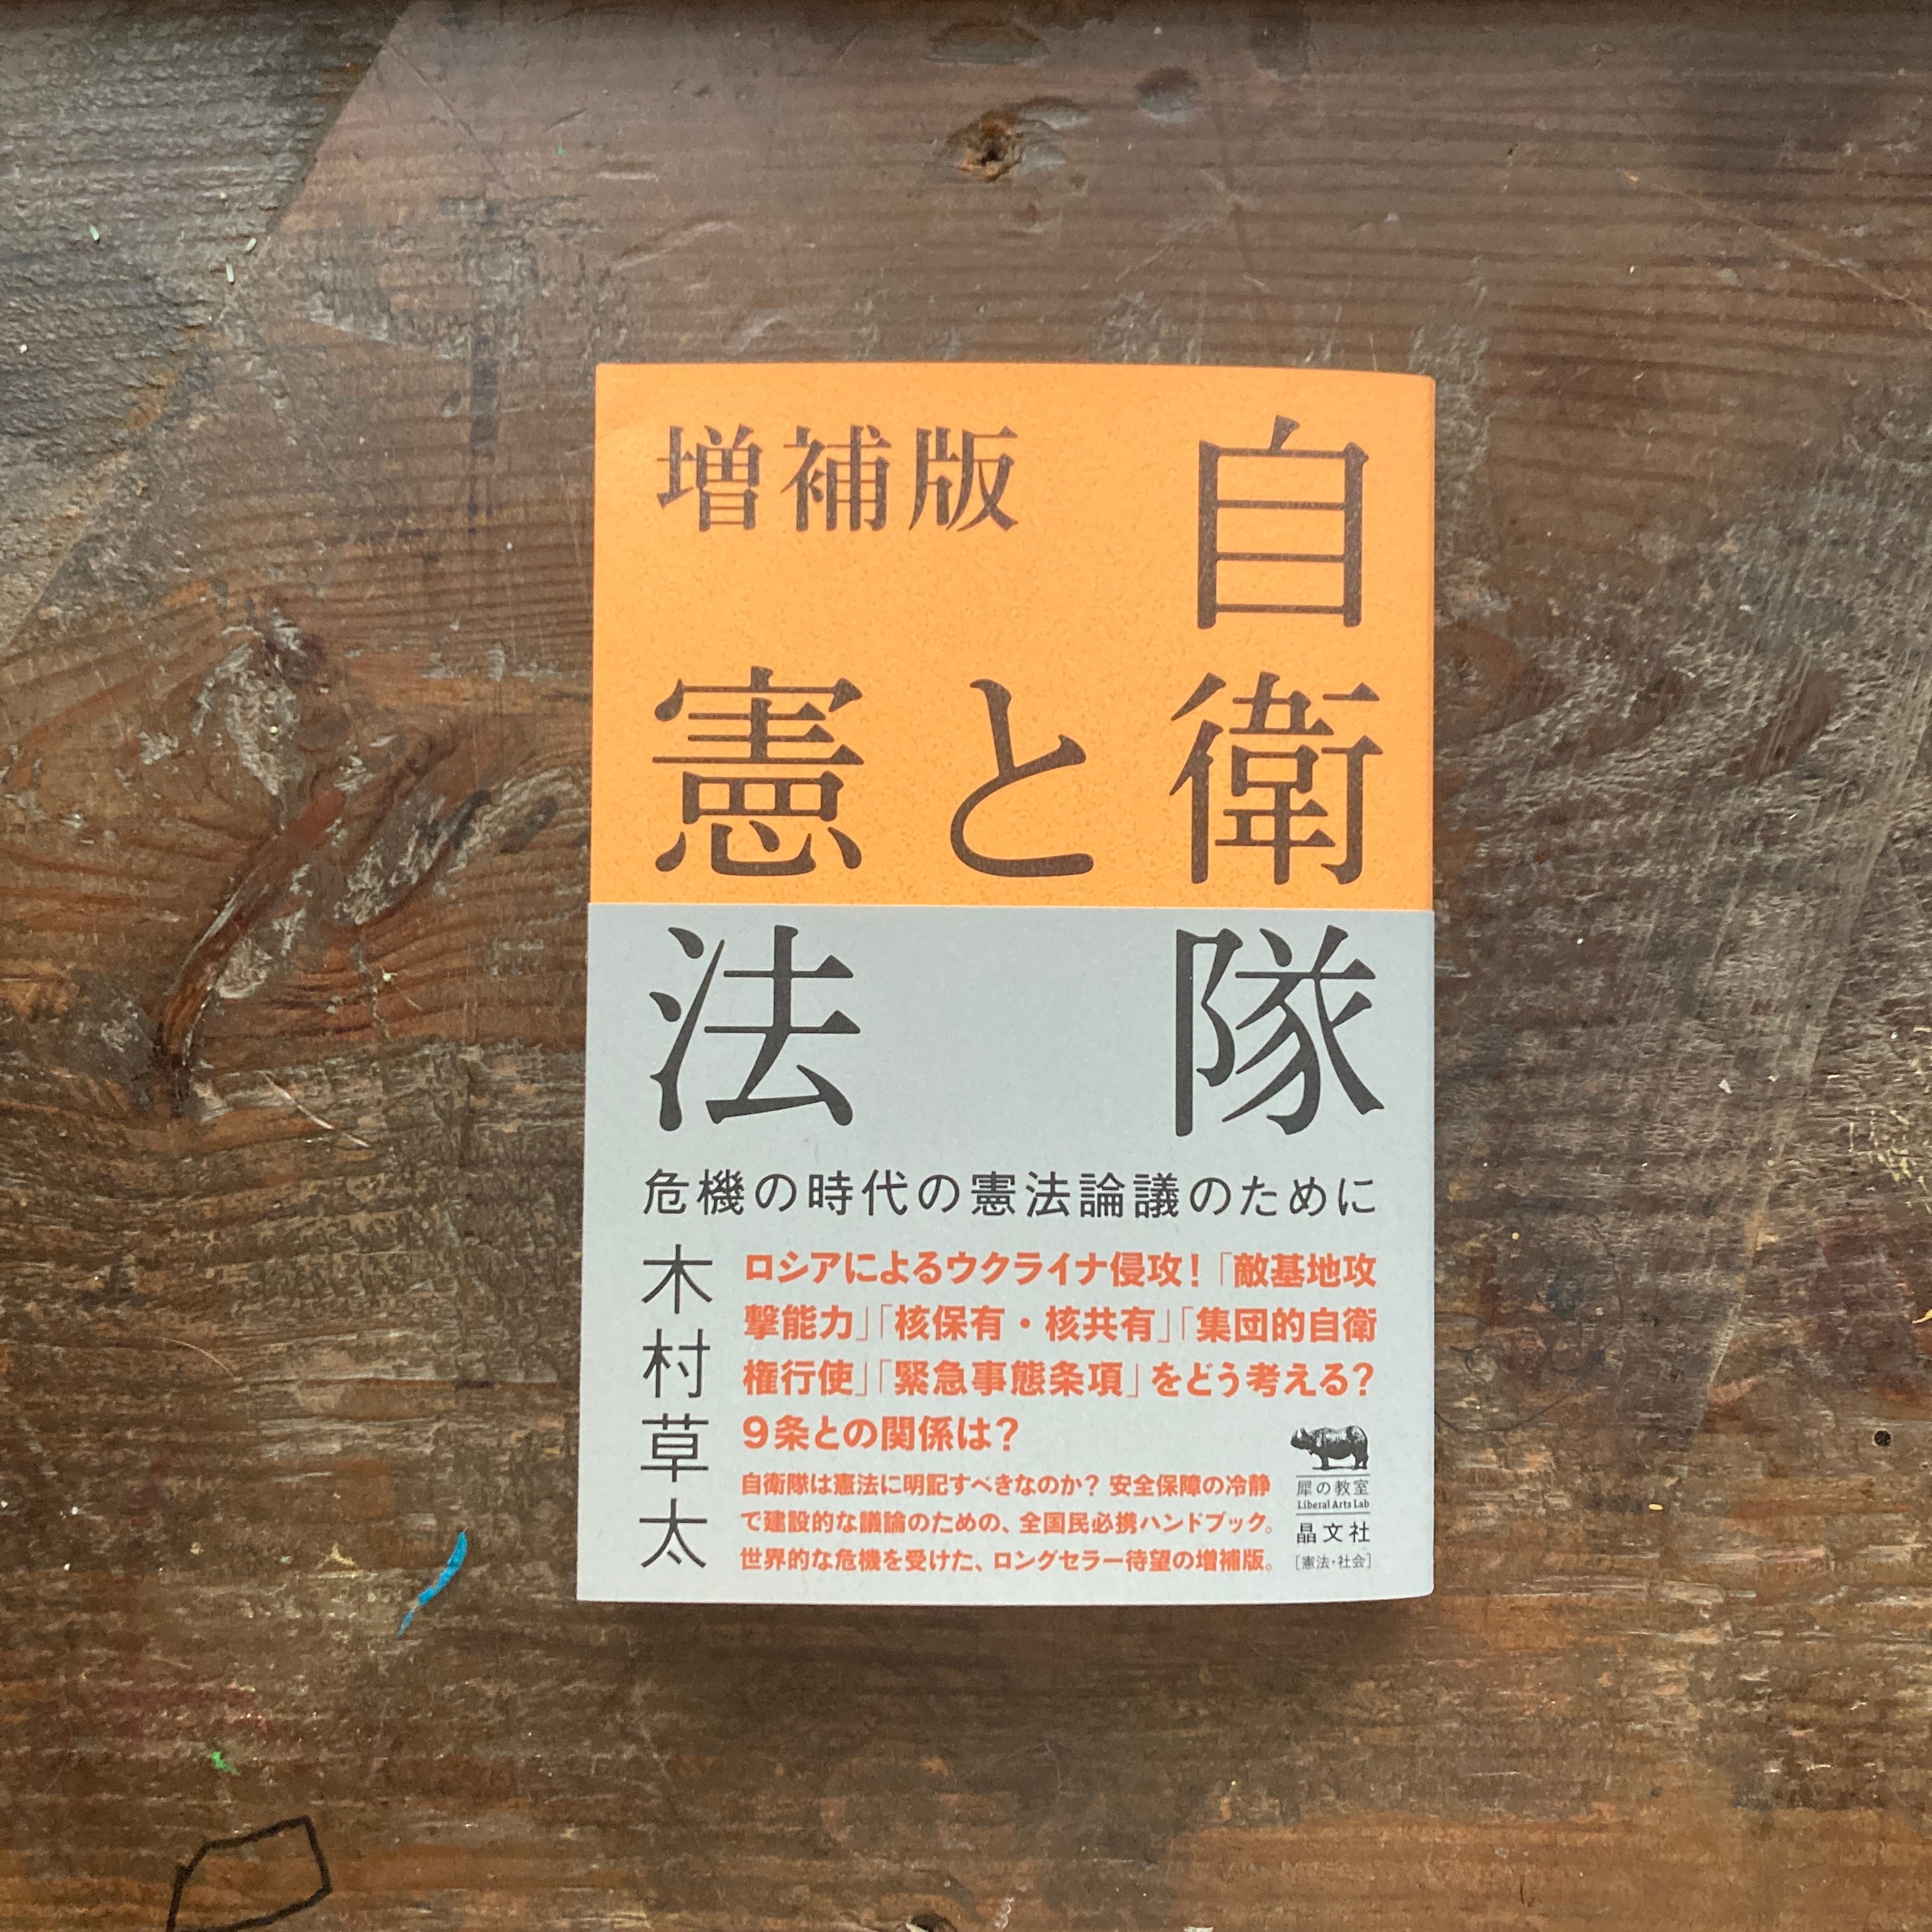 増補版
自衛隊
と
憲法
危機の時代の憲法論議のために
木村草太
ロシアによるウクライナ侵攻！「敵基地攻
撃能力」「核保有・核共有」「集団的自衛
権行使」「緊急事態条項」をどう考える？
9条との関係は？
自衛隊は憲法に明記すべきなのか？ 安全保障の冷静
で建設的な議論のための、全国民必携ハンドブック。
世界的な危機を受けた、ロングセラー待望の増補版。
犀の教室
Liberal Arts Lab
晶文社
［憲法・社会］